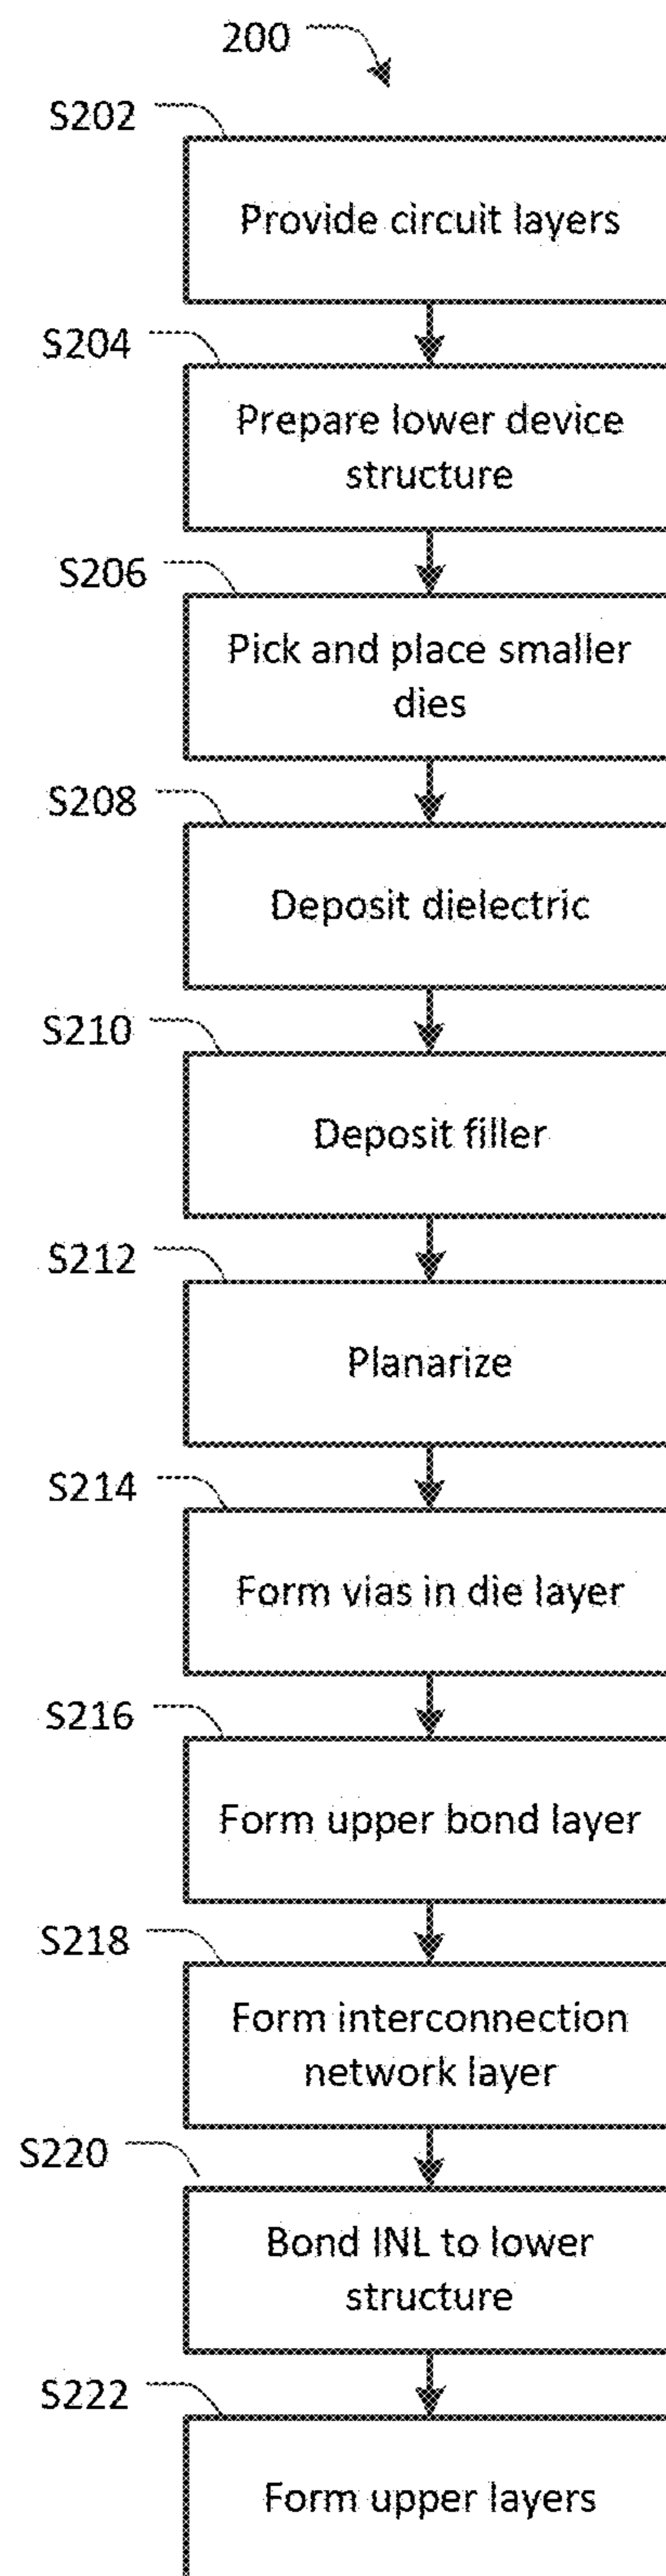 200
S202
Provide circuit layers
S204
Prepare lower device
structure
S206
Pick and place smaller
dies
S208
Deposit dielectric
S210
Deposit filler
S212
Planarize
S214
Form vias in die layer
S216
Form upper bond layer
S218
Form interconnection
network layer
S220
Bond INL to lower
structure
S222
Form upper layers